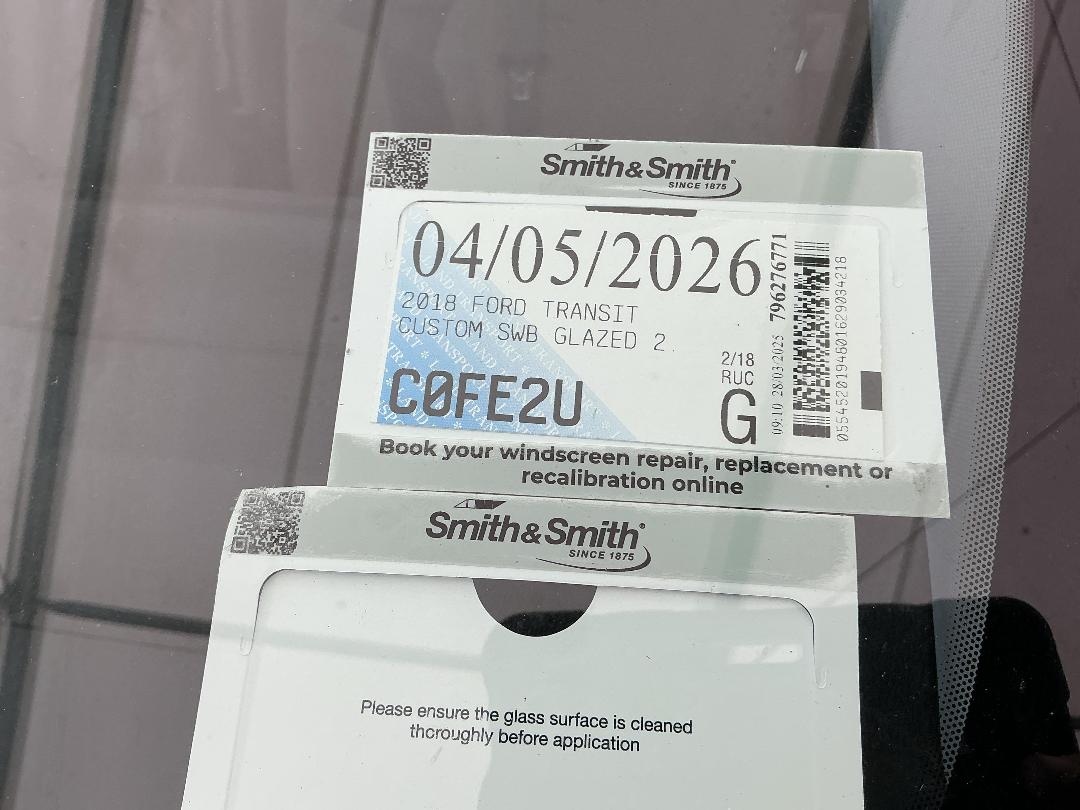 Smith&Smith®
SINCE 1875
04/05/2026
2018 FORD TRANSIT
CUSTOM SWB GLAZED 2.
2/18
RUC
G
C0FE2U
09:10 28/03/2025 796276771
0554520194801629034218
Book your windscreen repair, replacement or
recalibration online
Smith&Smith®
SINCE 1875
Please ensure the glass surface is cleaned
thoroughly before application